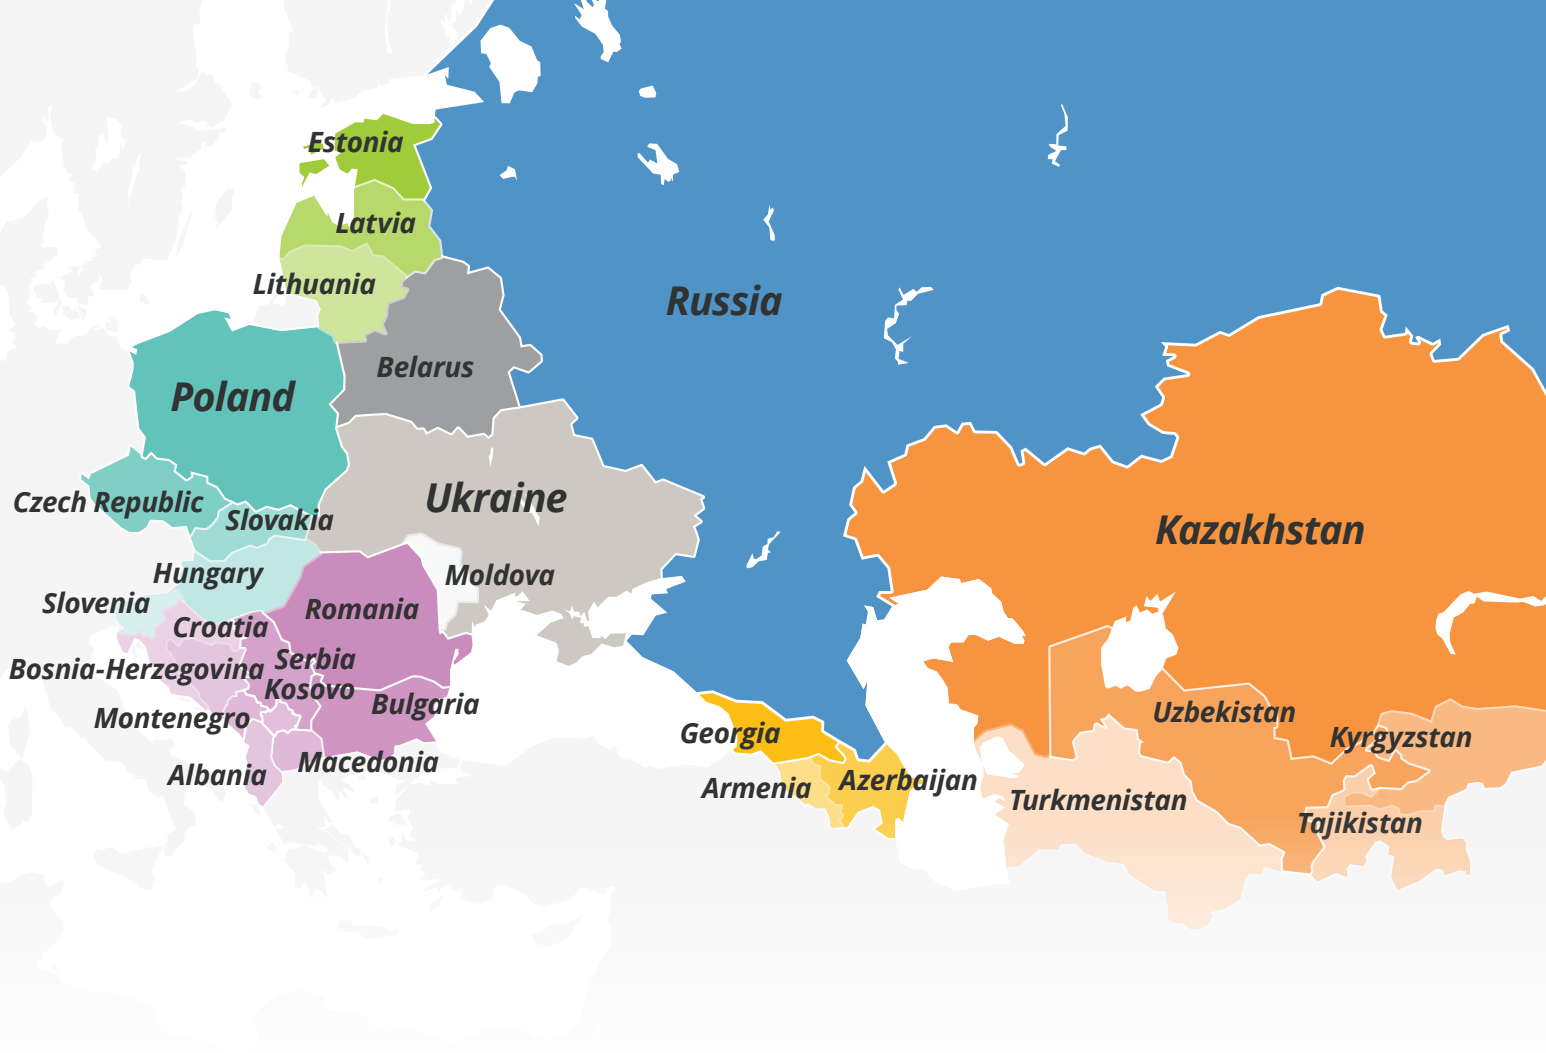 Estonia
Latvia
Lithuania
Russia
Belarus
Poland
Ukraine
Czech Republic
Slovakia
Kazakhstan
Hungary
Moldova
Slovenia
Romania
Croatia
Serbia
Bosnia-Herzegovina
Kosovo
Bulgaria
Montenegro
Uzbekistan
Georgia
Kyrgyzstan
Macedonia
Albania
Armenia
Azerbaijan
Turkmenistan
Tajikistan